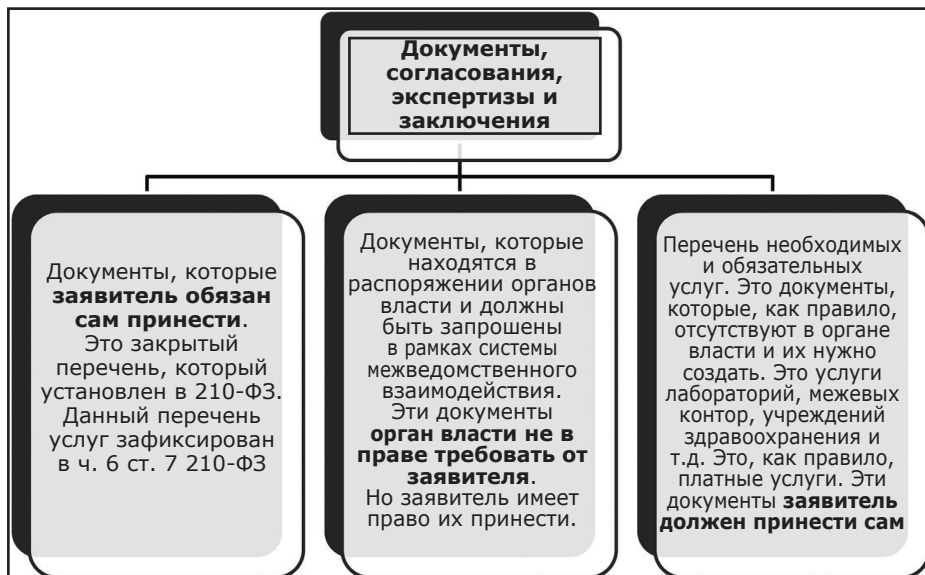 Документы,
согласования,
экспертизы и
заключения
Документы, которые
заявитель обязан
сам принести.
Это закрытый
перечень, который
установлен в 210-ФЗ.
Данный перечень
услуг зафиксирован
в ч. 6 ст. 7 210-ФЗ
Документы, которые
находятся в
распоряжении органов
власти и должны
быть запрошены
в рамках системы
межведомственного
взаимодействия.
Эти документы
орган власти не в
праве требовать от
заявителя.
Но заявитель имеет
право их принести.
Перечень необходимых
и обязательных
услуг. Это документы,
которые, как правило,
отсутствуют в органе
власти и их нужно
создать. Это услуги
лабораторий, межевых
контор, учреждений
здравоохранения и
т.д. Это, как правило,
платные услуги. Эти
документы заявитель
должен принести сам